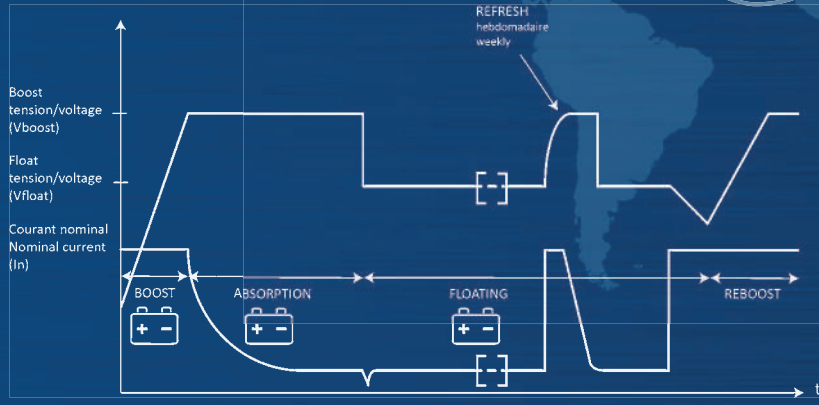 REFRESH
hebdomadaire
weekly
Boost
tension/voltage
(Vboost)
Float
tension/voltage
(Vfloat)
Courant nominal
Nominal current
(In)
BOOST
ABSORPTION
FLOATING
REBOOST
+ -
+ -
+ -
t